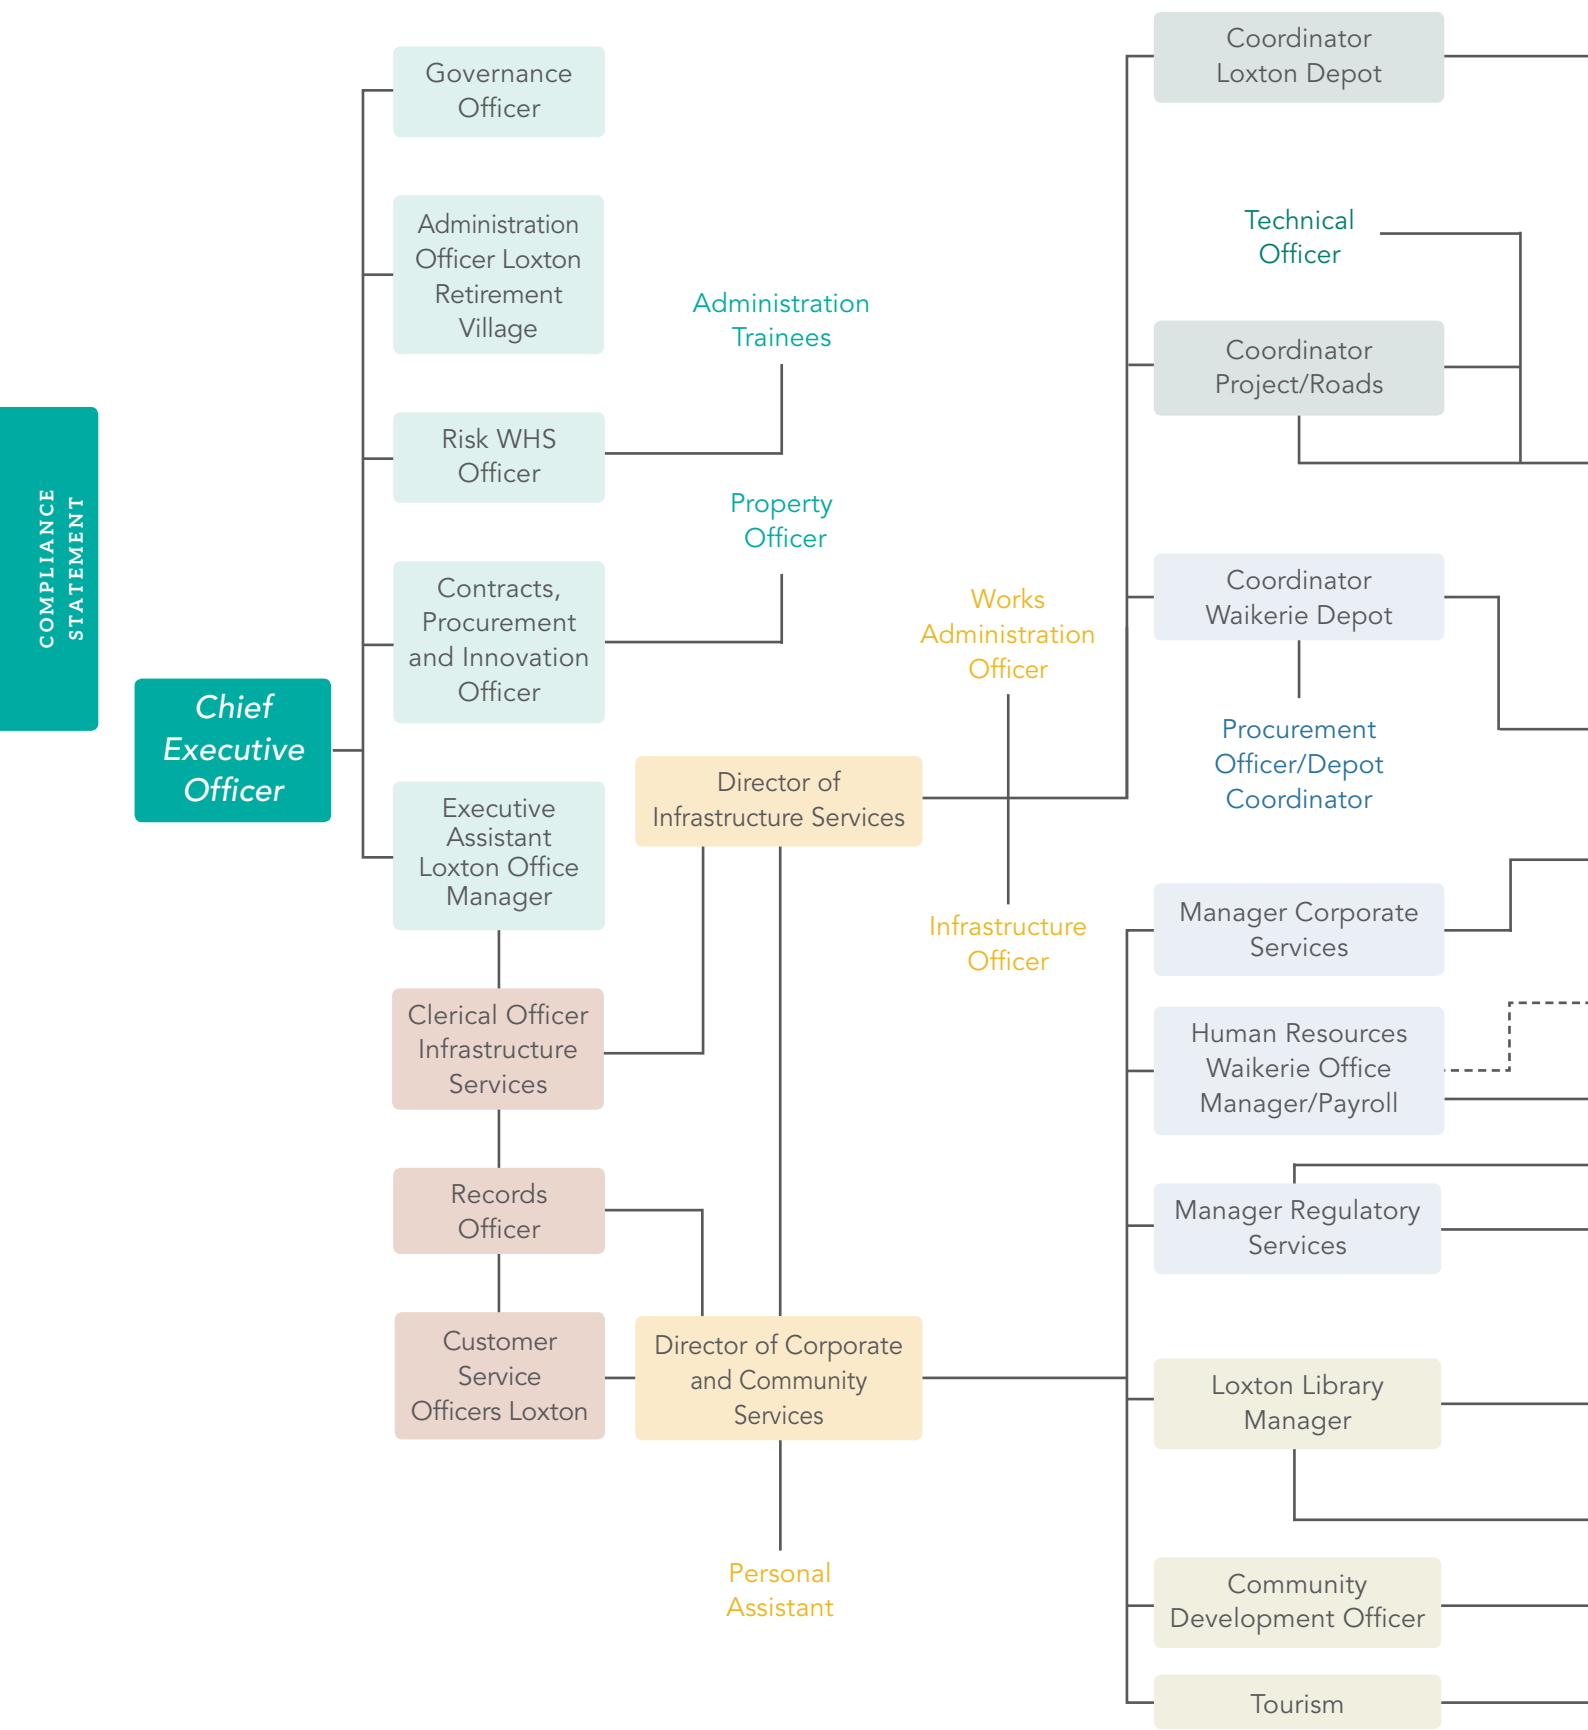 COMPLIANCE
STATEMENT
Chief
Executive
Officer
Governance
Officer
Administration
Officer Loxton
Retirement
Village
Risk WHS
Officer
Contracts,
Procurement
and Innovation
Officer
Executive
Assistant
Loxton Office
Manager
Clerical Officer
Infrastructure
Services
Records
Officer
Customer
Service
Officers Loxton
Administration
Trainees
Property
Officer
Director of
Infrastructure Services
Director of Corporate
and Community
Services
Personal
Assistant
Works
Administration
Officer
Infrastructure
Officer
Coordinator
Loxton Depot
Technical
Officer
Coordinator
Project/Roads
Coordinator
Waikerie Depot
Procurement
Officer/Depot
Coordinator
Manager Corporate
Services
Human Resources
Waikerie Office
Manager/Payroll
Manager Regulatory
Services
Loxton Library
Manager
Community
Development Officer
Tourism